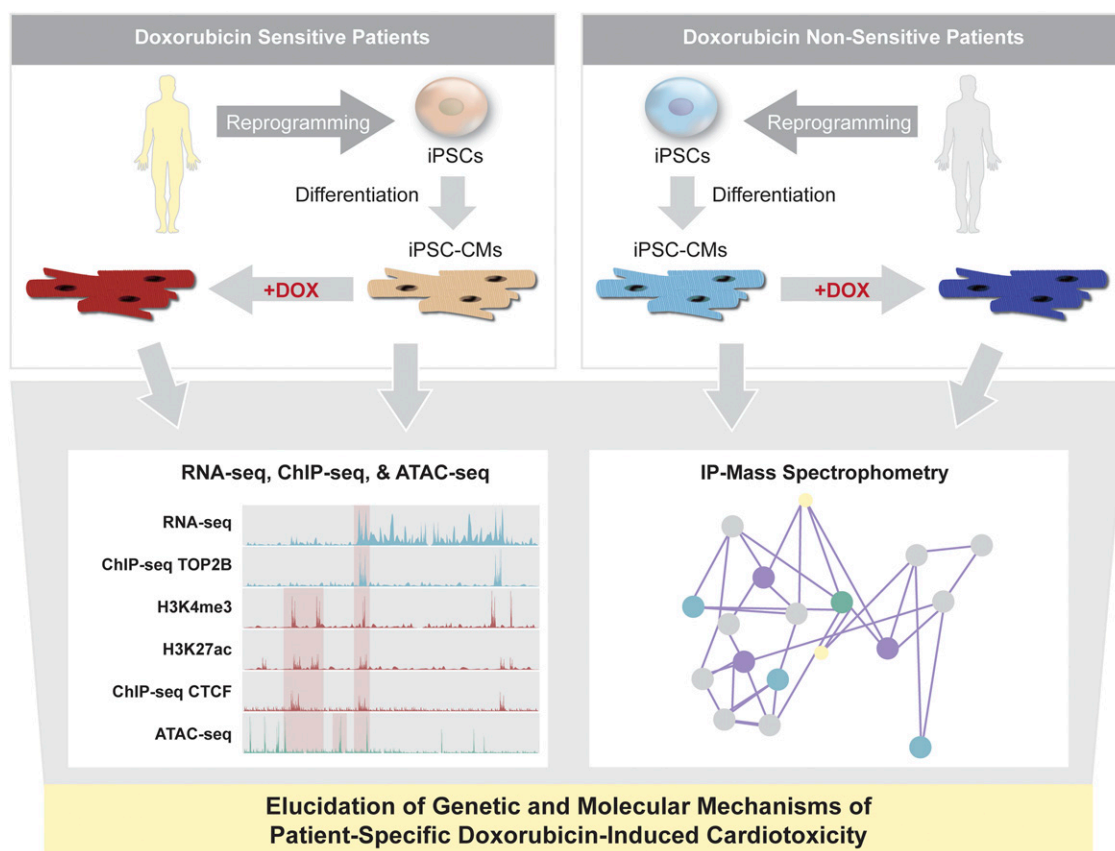 Doxorubicin Sensitive Patients
Reprogramming
iPSCs
Differentiation
iPSC-CMs
+DOX
Doxorubicin Non-Sensitive Patients
Reprogramming
iPSCs
Differentiation
iPSC-CMs
+DOX
RNA-seq, ChIP-seq, & ATAC-seq
RNA-seq
ChIP-seq TOP2B
H3K4me3
H3K27ac
ChIP-seq CTCF
ATAC-seq
IP-Mass Spectrophometry
Elucidation of Genetic and Molecular Mechanisms of
Patient-Specific Doxorubicin-Induced Cardiotoxicity